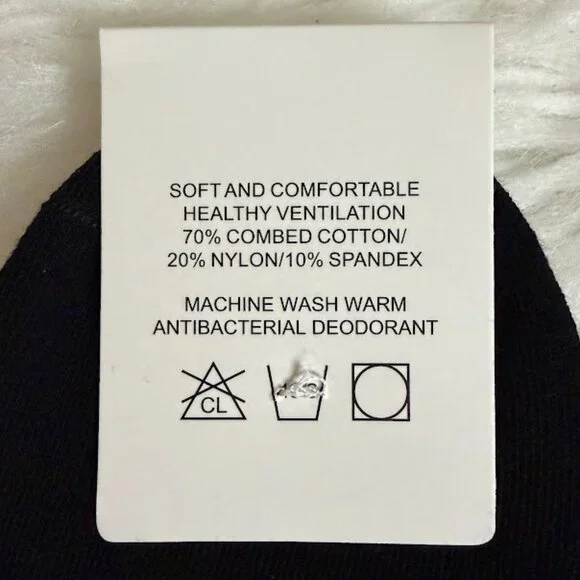 SOFT AND COMFORTABLE
HEALTHY VENTILATION
70% COMBED COTTON/
20% NYLON/10% SPANDEX
MACHINE WASH WARM
ANTIBACTERIAL DEODORANT
CL